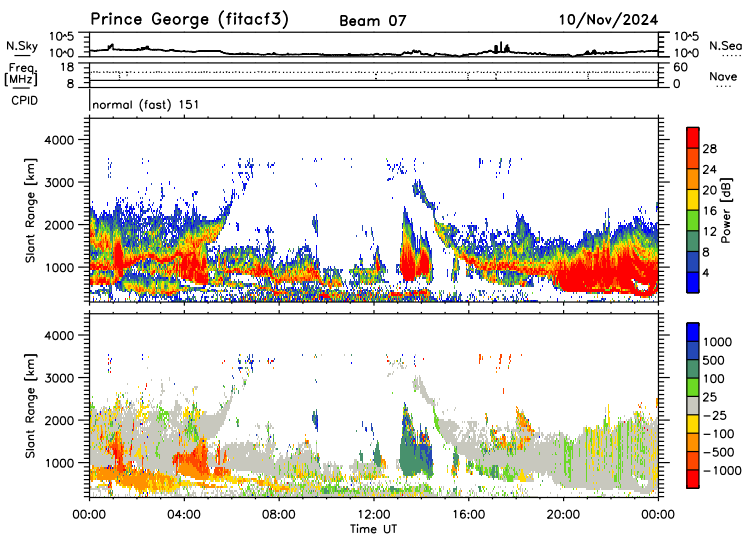 Prince George (fitacf3) Beam 07 10/Nov/2024
N.Sky 10^5 10^0 10^5 10^0 N.Sea
Freq. [MHz] 18 8 60 0 Nave
CPID normal (fast) 151
Slant Range [km] 4000 3000 2000 1000
Power [dB] 28 24 20 16 12 8 4
Slant Range [km] 4000 3000 2000 1000
1000 500 100 25 -25 -100 -500 -1000
00:00 04:00 08:00 12:00 16:00 20:00 00:00
Time UT